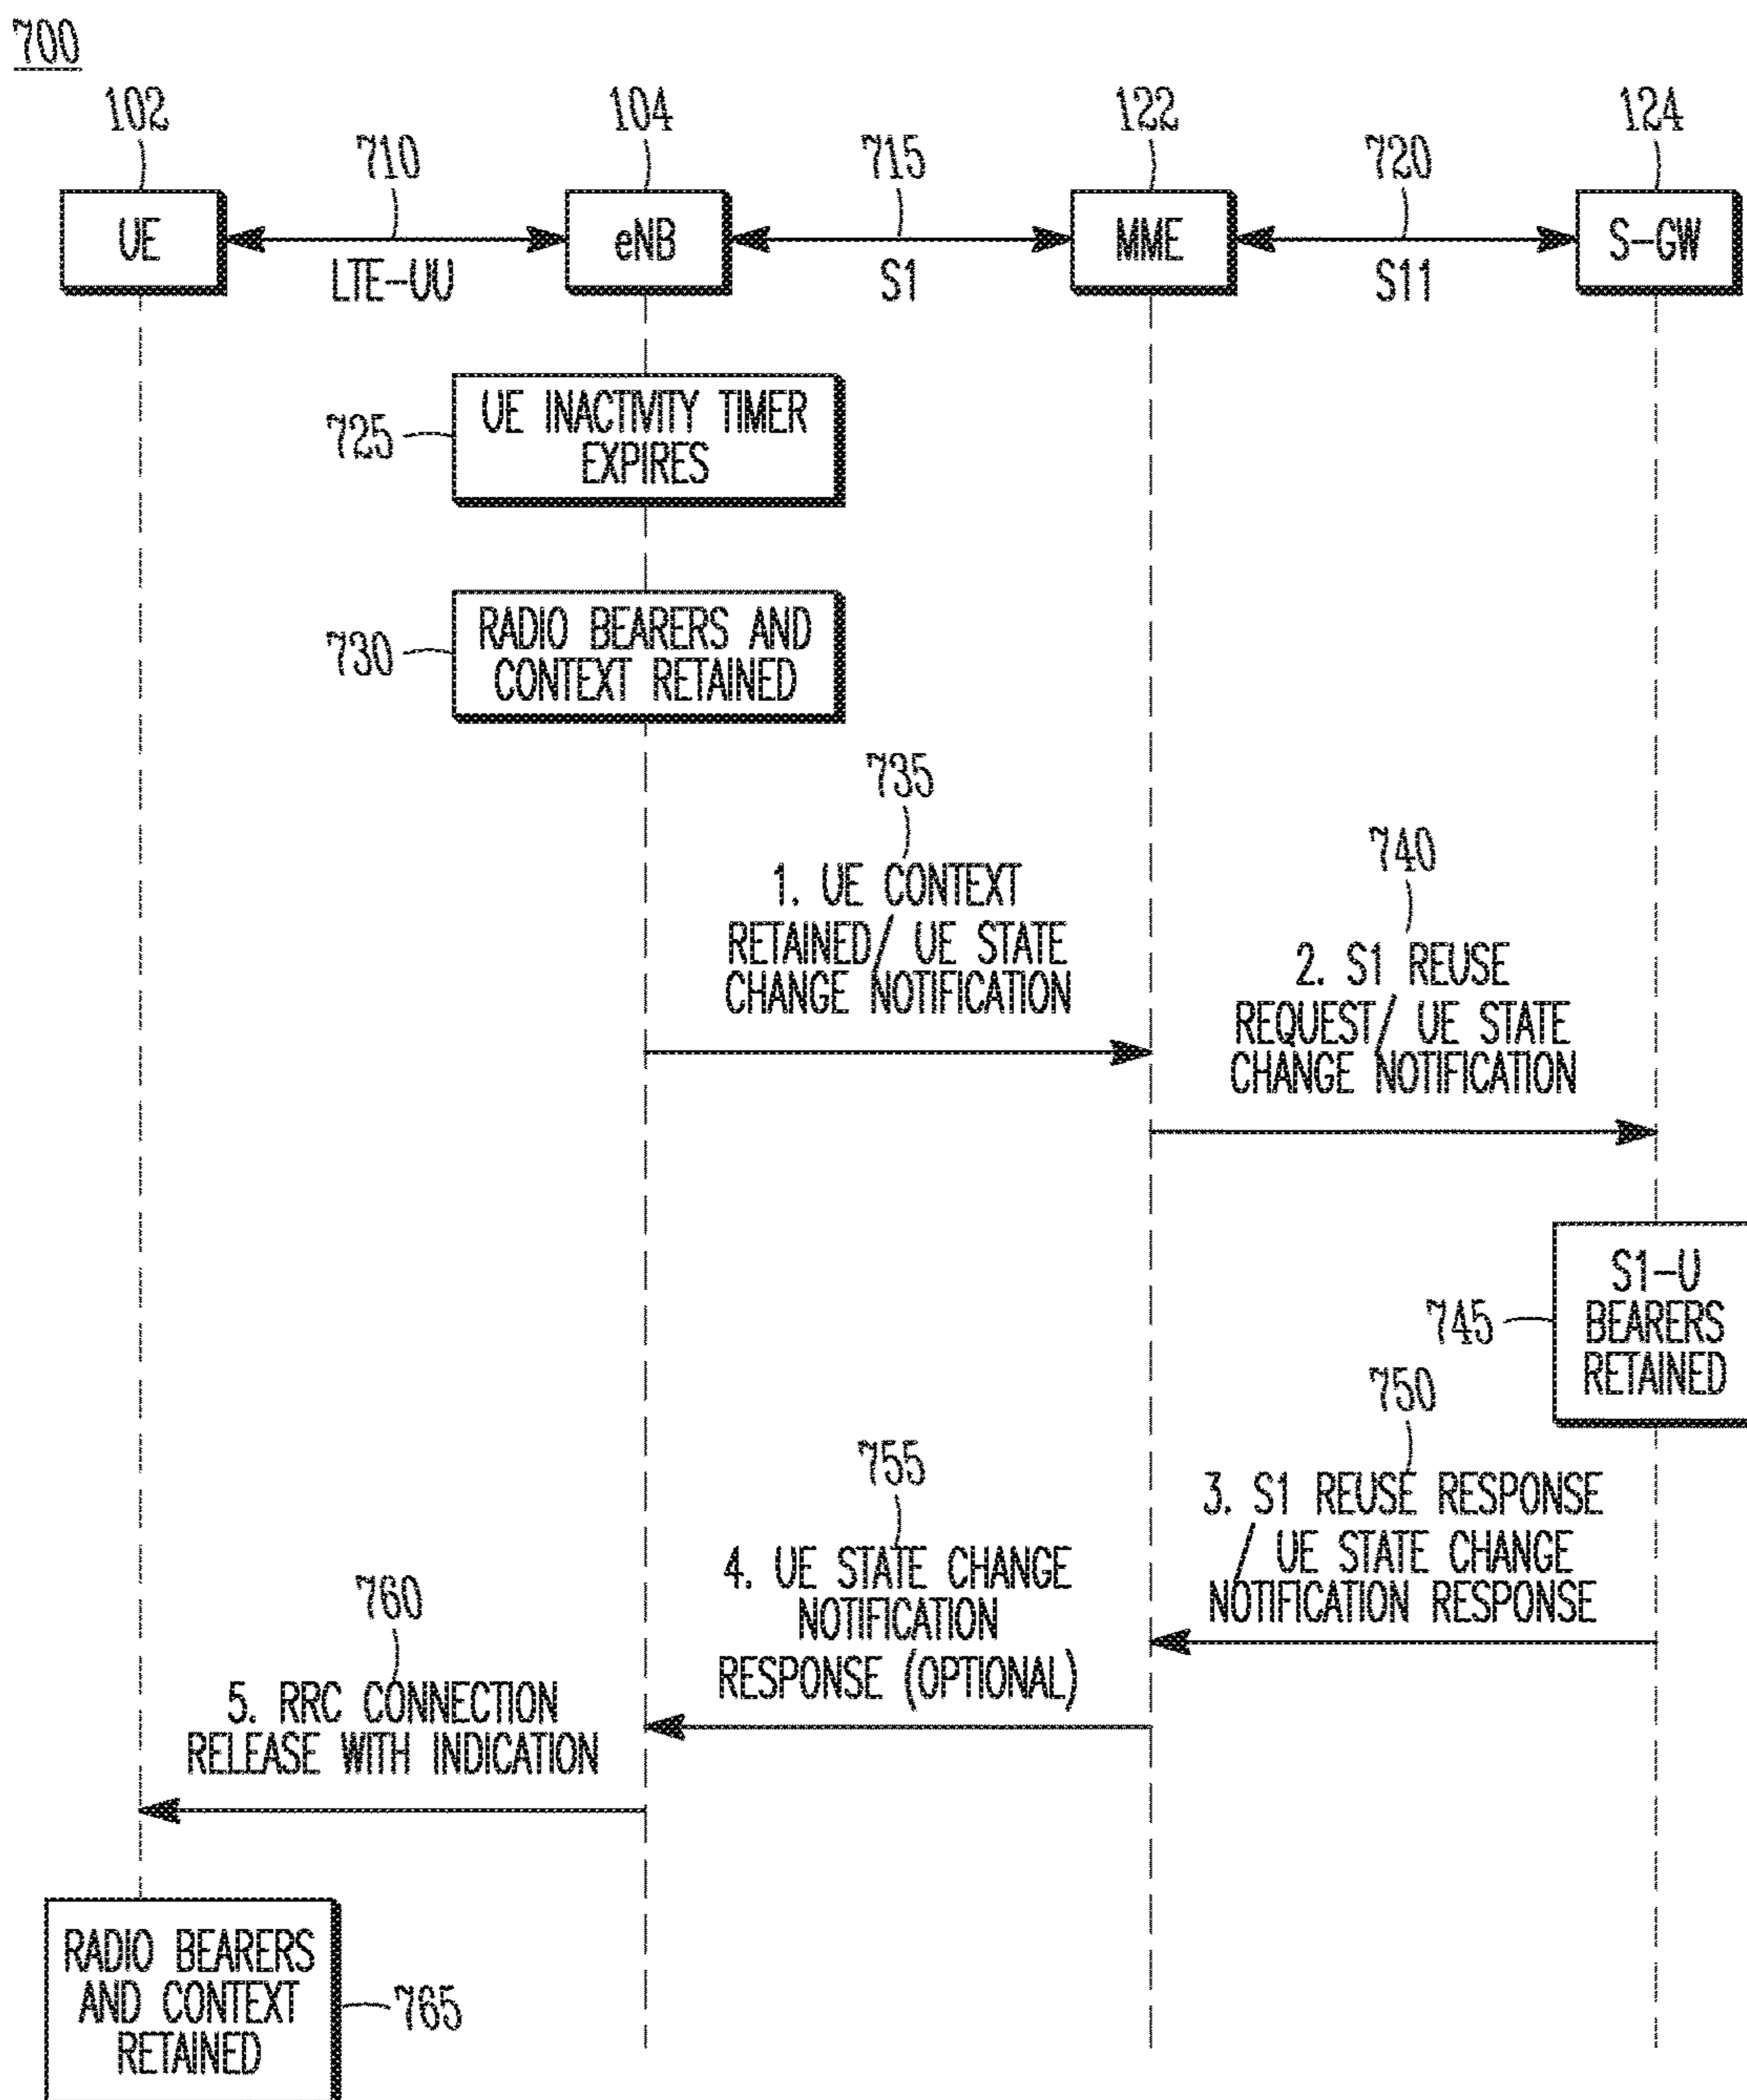 700
102
104
122
124
710
715
720
UE
eNB
MME
S-GW
LTE-UU
S1
S11
725
UE INACTIVITY TIMER
EXPIRES
730
RADIO BEARERS AND
CONTEXT RETAINED
735
1. UE CONTEXT
RETAINED/ UE STATE
CHANGE NOTIFICATION
740
2. S1 REUSE
REQUEST/ UE STATE
CHANGE NOTIFICATION
745
S1-U
BEARERS
RETAINED
750
3. S1 REUSE RESPONSE
/ UE STATE CHANGE
NOTIFICATION RESPONSE
755
4. UE STATE CHANGE
NOTIFICATION
RESPONSE (OPTIONAL)
760
5. RRC CONNECTION
RELEASE WITH INDICATION
RADIO BEARERS
AND CONTEXT
RETAINED
765